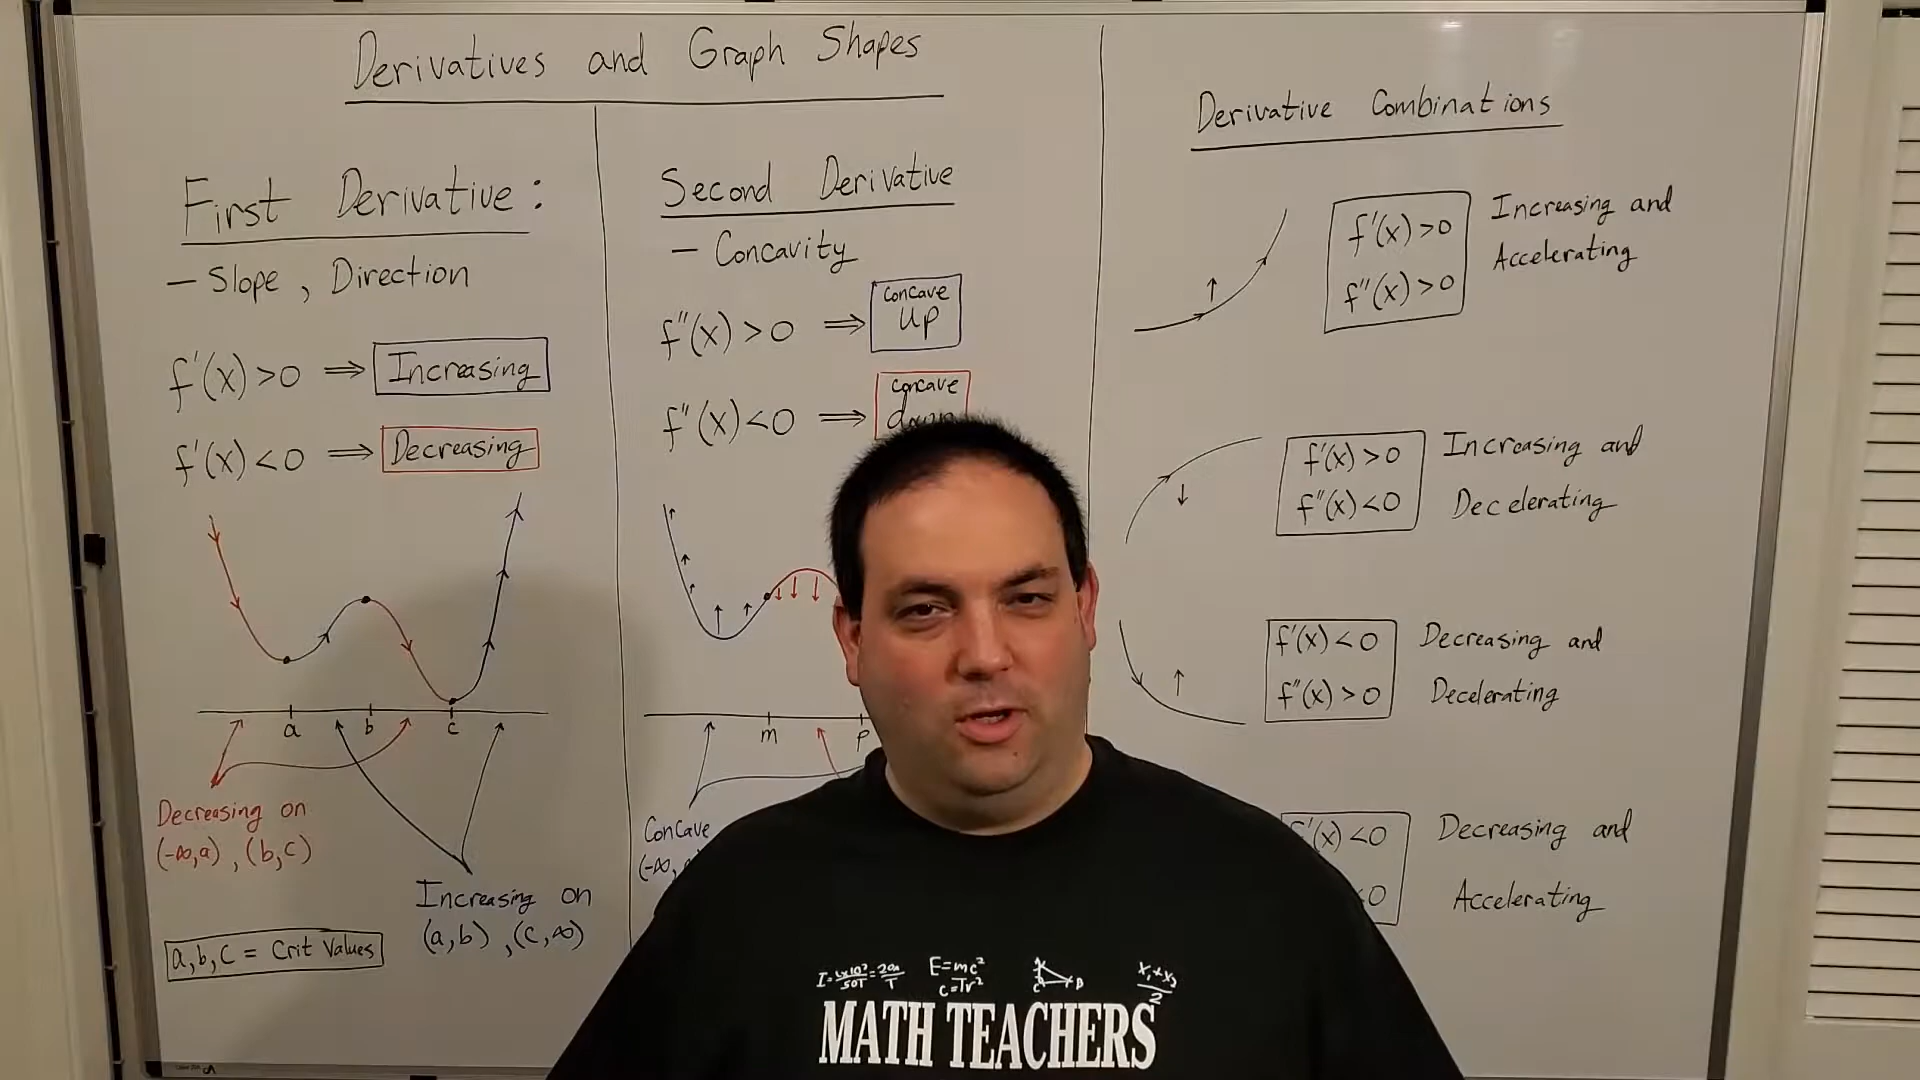 Derivatives and Graph Shapes
First Derivative:
- Slope, Direction
f'(x) >0 ⟹ Increasing
f'(x) <0 ⟹ Decreasing
a b c
Decreasing on
(-∞,a), (b,c)
Increasing on
(a,b), (c,∞)
a,b,c = Crit Values
Second Derivative
- Concavity
f''(x) >0 ⟹ concave
up
f''(x) <0 ⟹ concave
m p
Concave
(-∞,
Derivative Combinations
f'(x) >0
f''(x) >0
Increasing and
Accelerating
f'(x) >0
f''(x) <0
Increasing and
Decelerating
f'(x) <0
f''(x) >0
Decreasing and
Decelerating
f'(x) <0
<0
Decreasing and
Accelerating
E=mc²
MATH TEACHERS